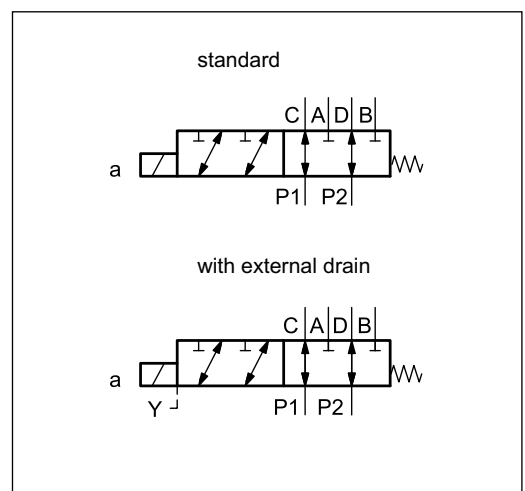 standard
C A D B
a
P1 P2
with external drain
C A D B
a
Y P1 P2